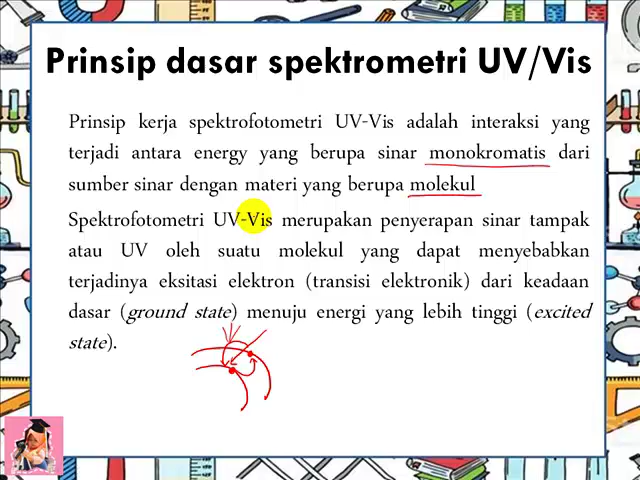 Prinsip dasar spektrometri UV/Vis
Prinsip kerja spektrofotometri UV-Vis adalah interaksi yang
terjadi antara energy yang berupa sinar monokromatis dari
sumber sinar dengan materi yang berupa molekul
Spektrofotometri UV-Vis merupakan penyerapan sinar tampak
atau UV oleh suatu molekul yang dapat menyebabkan
terjadinya eksitasi elektron (transisi elektronik) dari keadaan
dasar (ground state) menuju energi yang lebih tinggi (excited
state).